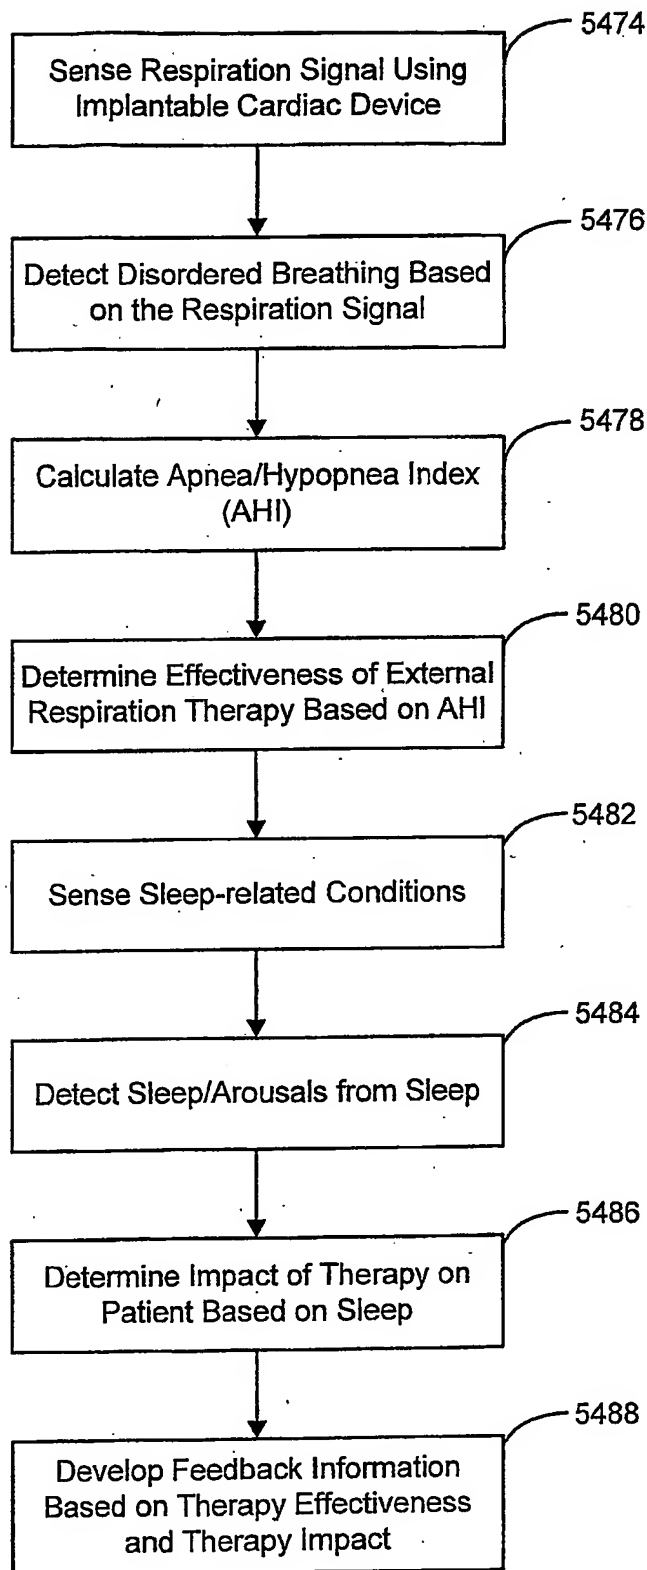 5474
Sense Respiration Signal Using
Implantable Cardiac Device
5476
Detect Disordered Breathing Based
on the Respiration Signal
5478
Calculate Apnea/Hypopnea Index
(AHI)
5480
Determine Effectiveness of External
Respiration Therapy Based on AHI
5482
Sense Sleep-related Conditions
5484
Detect Sleep/Arousals from Sleep
5486
Determine Impact of Therapy on
Patient Based on Sleep
5488
Develop Feedback Information
Based on Therapy Effectiveness
and Therapy Impact